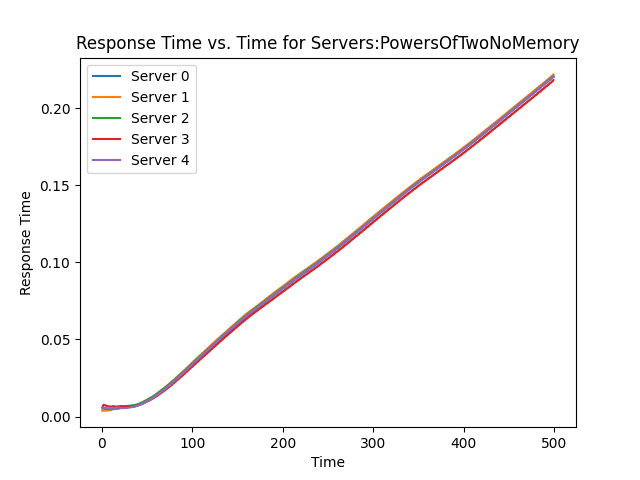 Response Time vs. Time for Servers:PowersOfTwoNoMemory
Server 0
Server 1
Server 2
Server 3
Server 4
0.20
0.15
0.10
0.05
0.00
Response Time
0 100 200 300 400 500
Time